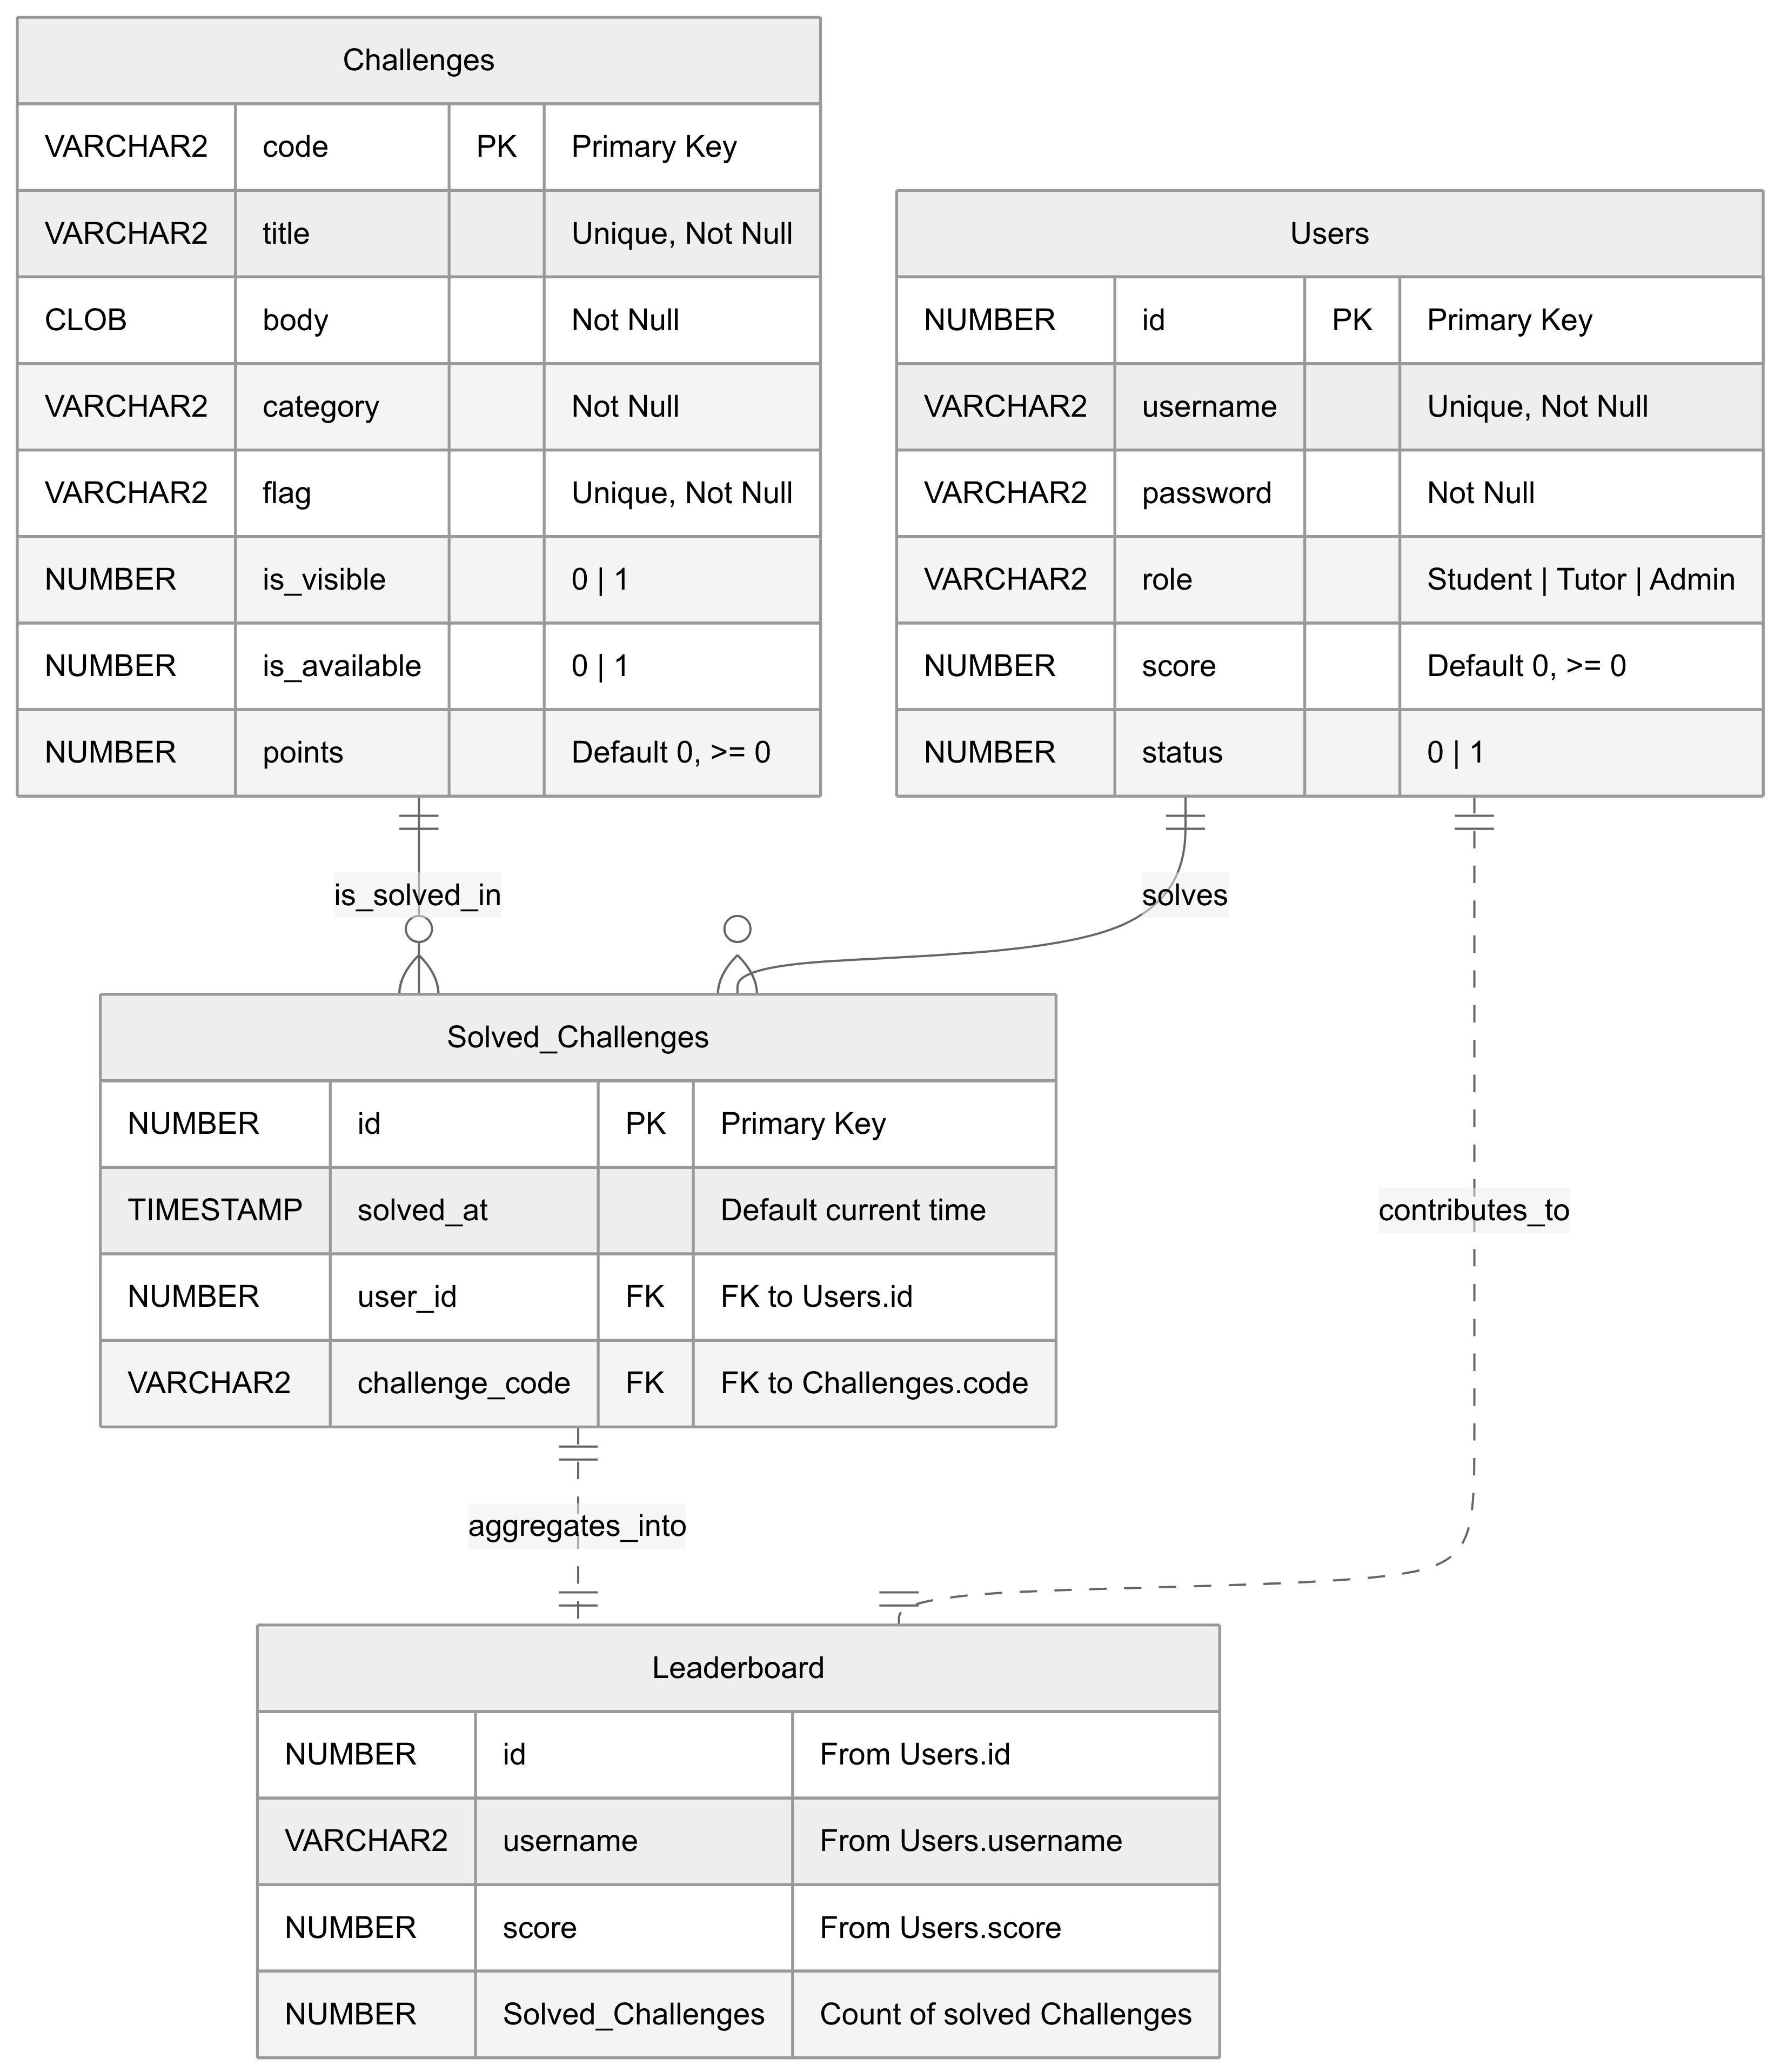 Challenges
VARCHAR2 code PK Primary Key
VARCHAR2 title Unique, Not Null
CLOB body Not Null
VARCHAR2 category Not Null
VARCHAR2 flag Unique, Not Null
NUMBER is_visible 0 | 1
NUMBER is_available 0 | 1
NUMBER points Default 0, >= 0
Users
NUMBER id PK Primary Key
VARCHAR2 username Unique, Not Null
VARCHAR2 password Not Null
VARCHAR2 role Student | Tutor | Admin
NUMBER score Default 0, >= 0
NUMBER status 0 | 1
is_solved_in
solves
Solved_Challenges
NUMBER id PK Primary Key
TIMESTAMP solved_at Default current time
NUMBER user_id FK FK to Users.id
VARCHAR2 challenge_code FK FK to Challenges.code
contributes_to
aggregates_into
Leaderboard
NUMBER id From Users.id
VARCHAR2 username From Users.username
NUMBER score From Users.score
NUMBER Solved_Challenges Count of solved Challenges